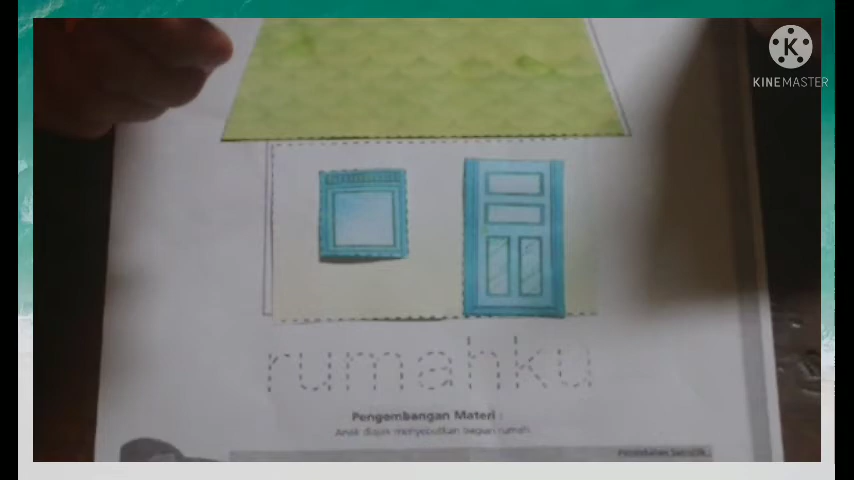 KINEMASTER
rumahku
Pengembangan Materi :
Anak diajak menyebutkan bagian rumah